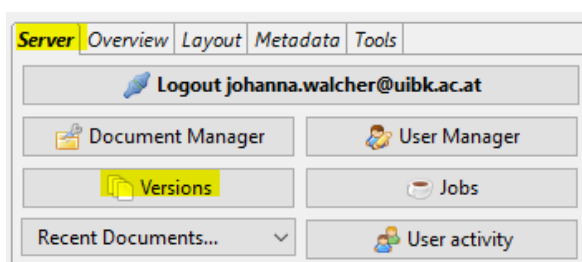 Server Overview Layout Metadata Tools
Logout johanna.walcher@uibk.ac.at
Document Manager User Manager
Versions Jobs
Recent Documents... User activity